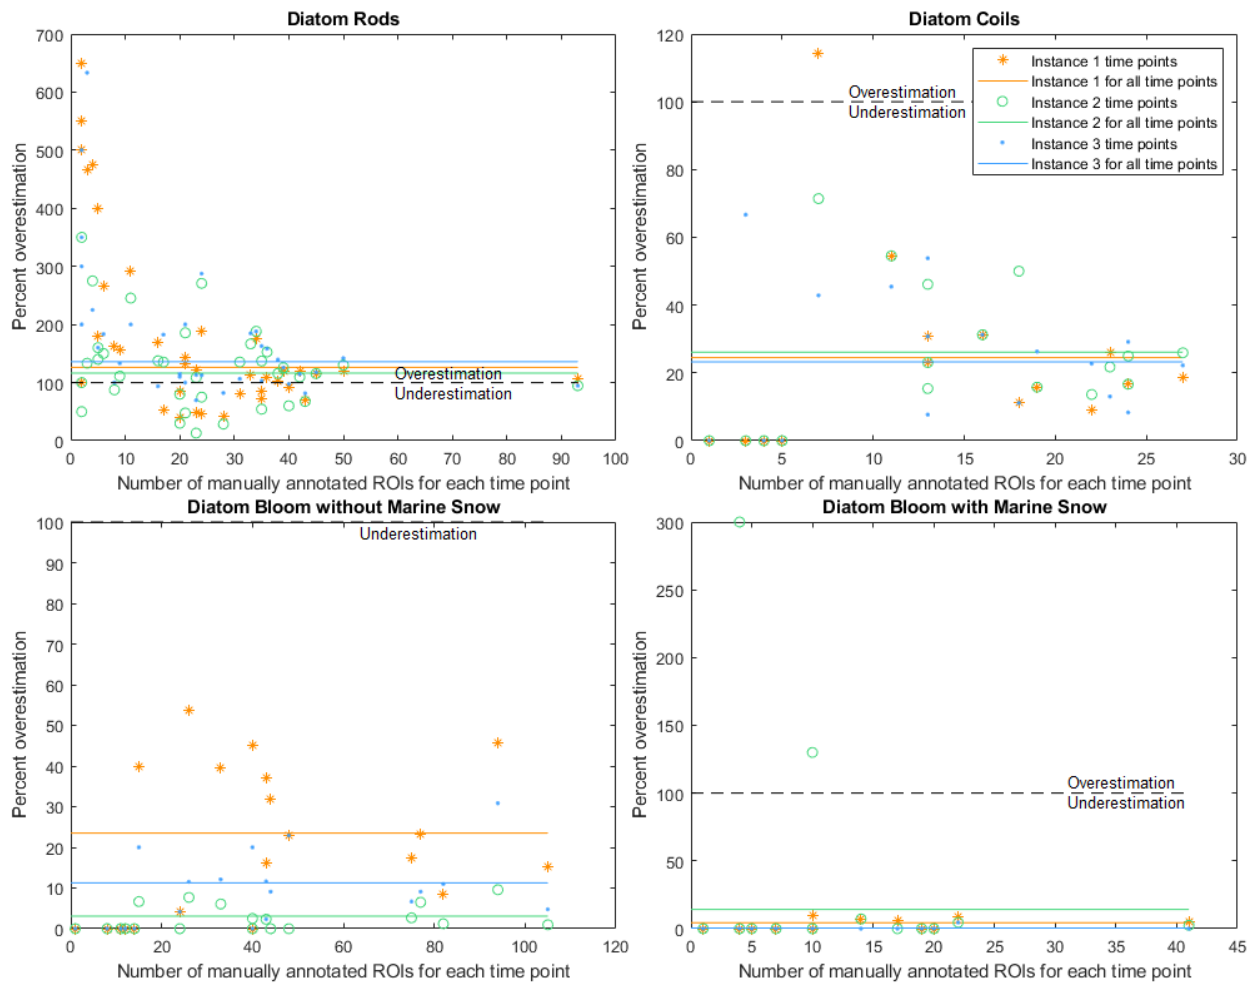 Diatom Rods
700
600
500
400
300
200
100
0
Percent overestimation
Overestimation
Underestimation
0 10 20 30 40 50 60 70 80 90 100
Number of manually annotated ROIs for each time point
Diatom Coils
120
100
80
60
40
20
0
Percent overestimation
Overestimation
Underestimation
Instance 1 time points
Instance 1 for all time points
Instance 2 time points
Instance 2 for all time points
Instance 3 time points
Instance 3 for all time points
0 5 10 15 20 25 30
Number of manually annotated ROIs for each time point
Diatom Bloom without Marine Snow
100
90
80
70
60
50
40
30
20
10
0
Percent overestimation
Underestimation
0 20 40 60 80 100 120
Number of manually annotated ROIs for each time point
Diatom Bloom with Marine Snow
300
250
200
150
100
50
0
Percent overestimation
Overestimation
Underestimation
0 5 10 15 20 25 30 35 40 45
Number of manually annotated ROIs for each time point